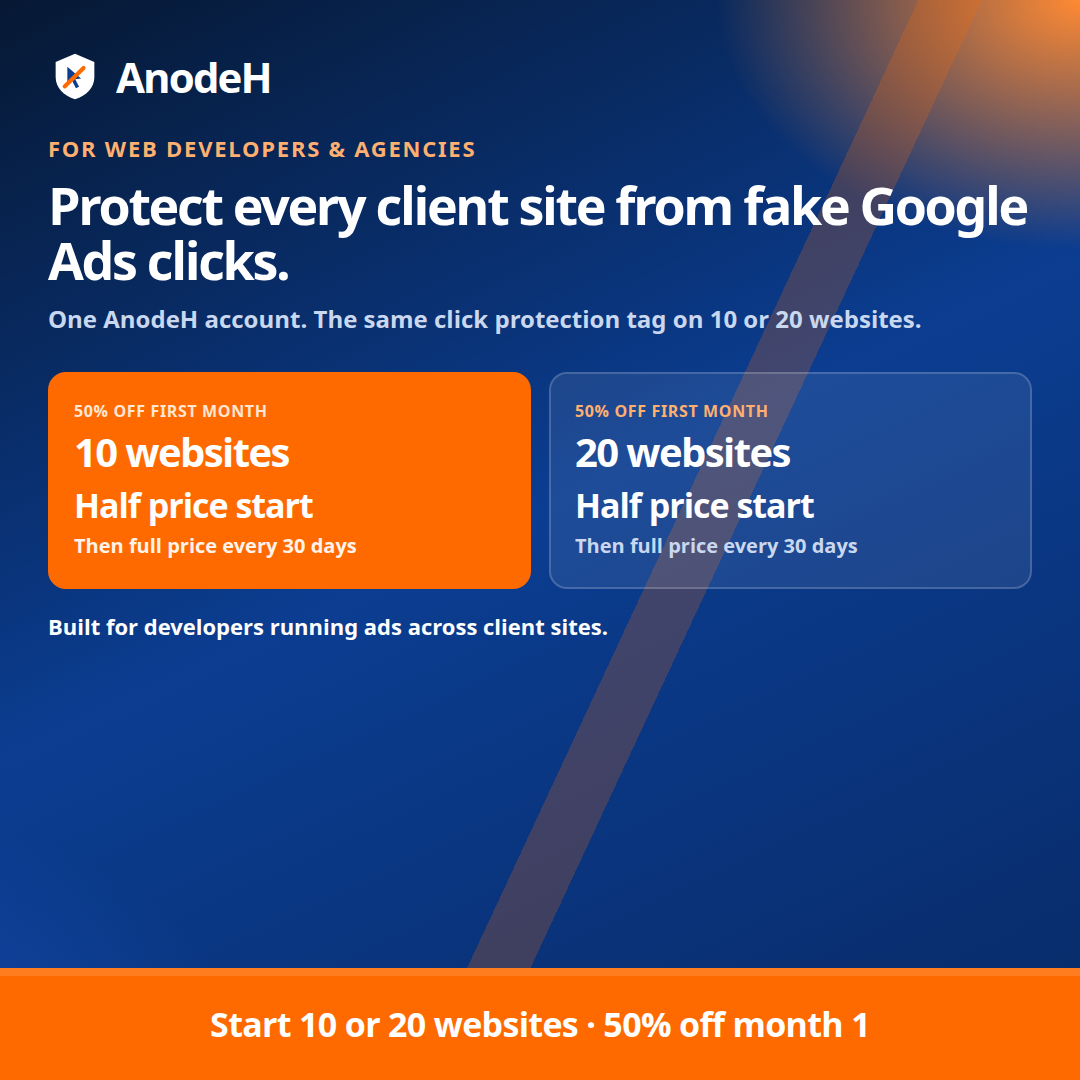 AnodeH
FOR WEB DEVELOPERS & AGENCIES
Protect every client site from fake Google
Ads clicks.
One AnodeH account. The same click protection tag on 10 or 20 websites.
50% OFF FIRST MONTH
10 websites
Half price start
Then full price every 30 days
50% OFF FIRST MONTH
20 websites
Half price start
Then full price every 30 days
Built for developers running ads across client sites.
Start 10 or 20 websites · 50% off month 1